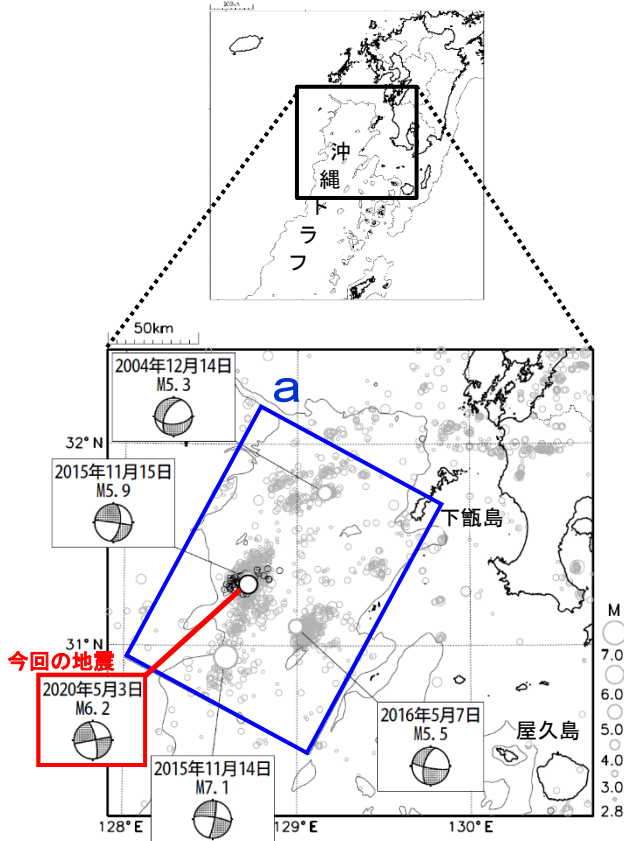 沖
縄
ト
ラ
フ
50km
2004年12月14日
M5.3
a
32°N
2015年11月15日
M5.9
下甑島
31°N
今回の地震
2020年5月3日
M6.2
2015年11月14日
M7.1
2016年5月7日
M5.5
屋久島
M
7.0
6.0
5.0
4.0
3.0
2.8
128°E
129°E
130°E